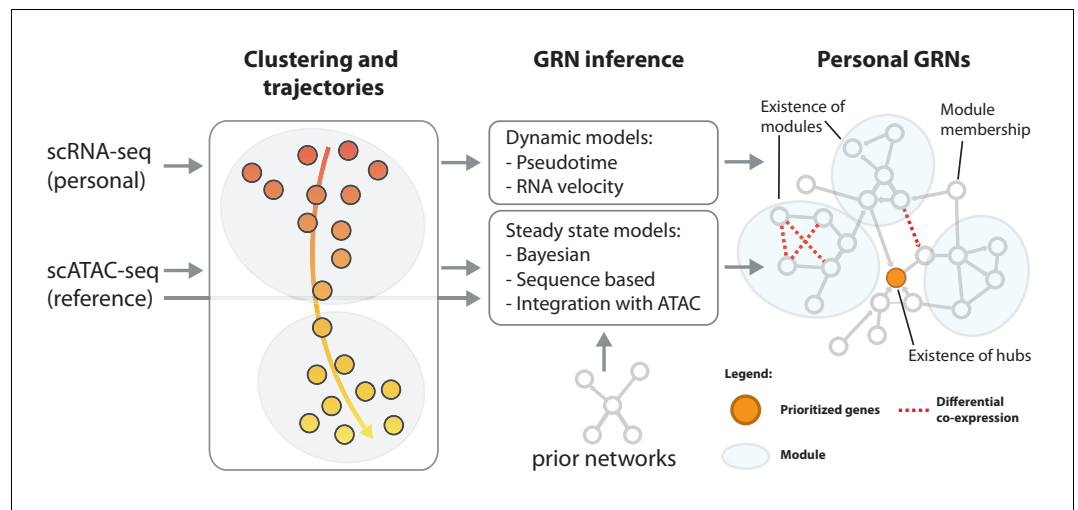 Clustering and
trajectories
GRN inference
Personal GRNs
scRNA-seq
(personal)
scATAC-seq
(reference)
Dynamic models:
- Pseudotime
- RNA velocity
Steady state models:
- Bayesian
- Sequence based
- Integration with ATAC
prior networks
Existence of
modules
Module
membership
Existence of hubs
Legend:
Prioritized genes
Differential
co-expression
Module